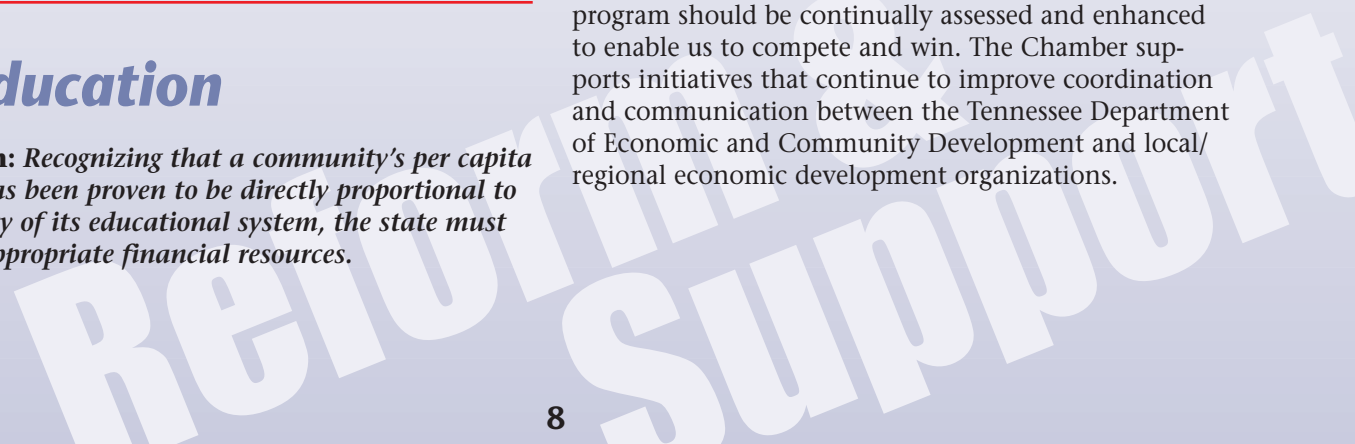 ducation
n: Recognizing that a community's per capita
as been proven to be directly proportional to
y of its educational system, the state must
ppropriate financial resources.
program should be continually assessed and enhanced
to enable us to compete and win. The Chamber sup-
ports initiatives that continue to improve coordination
and communication between the Tennessee Department
of Economic and Community Development and local/
regional economic development organizations.
Reform &
Support
8